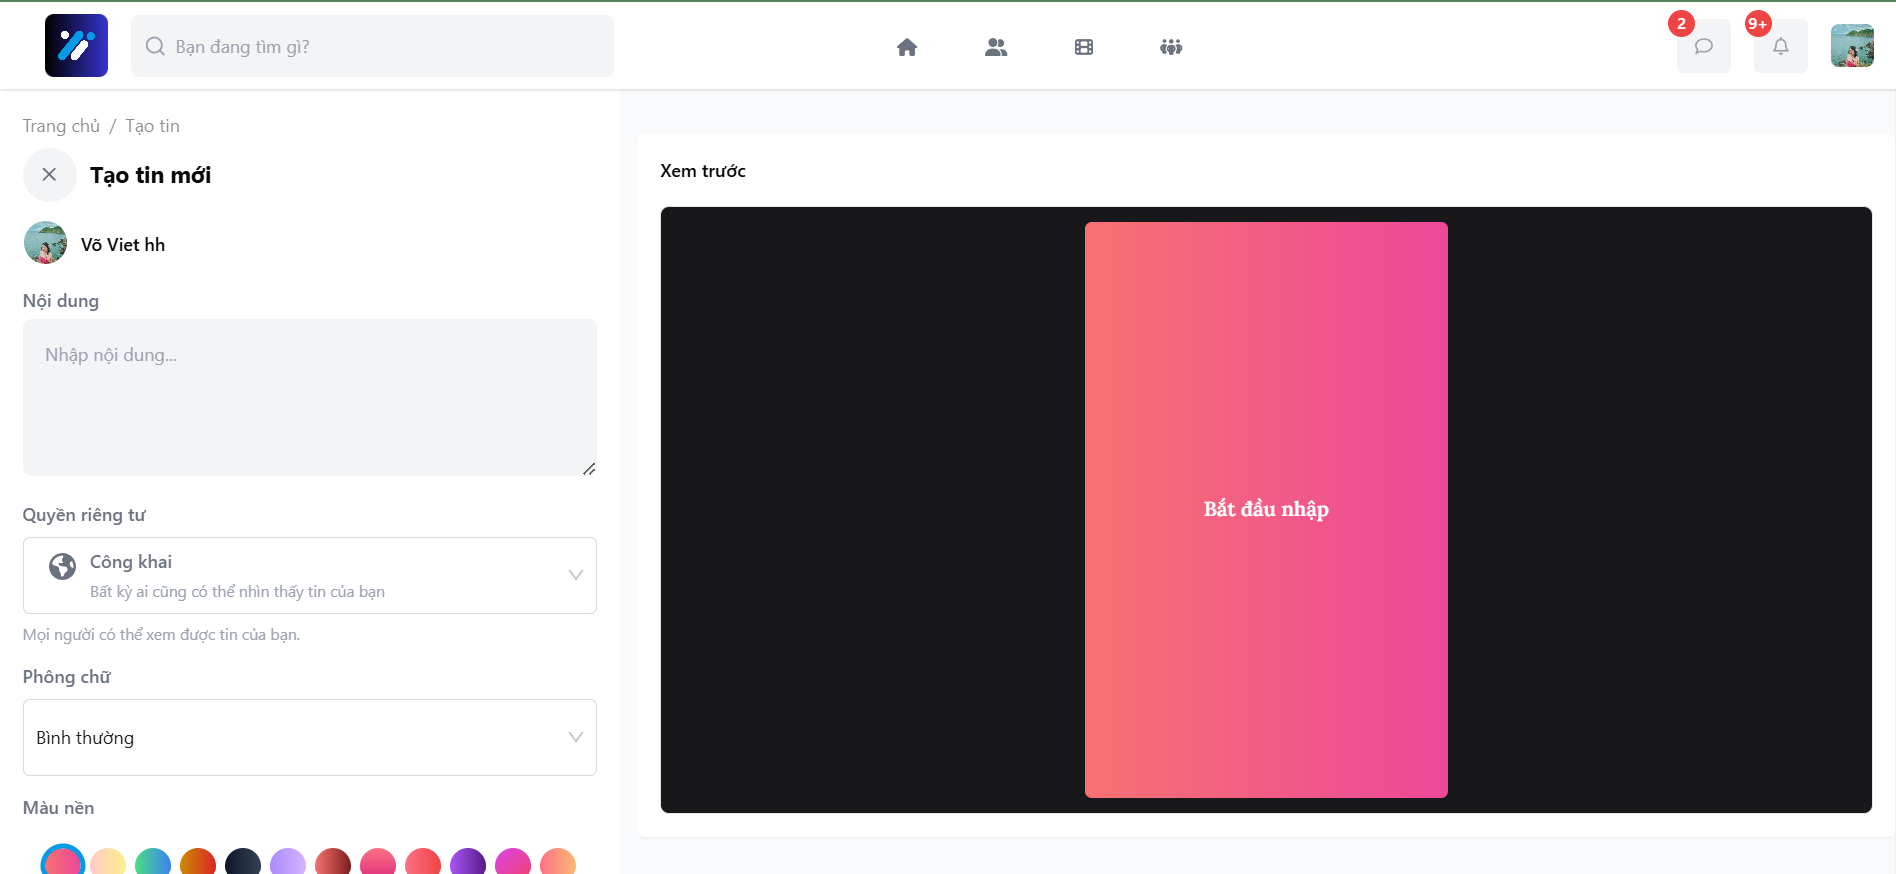 Bạn đang tìm gì?
2
9+
Trang chủ / Tạo tin
Tạo tin mới
Võ Viet hh
Nội dung
Nhập nội dung...
Quyền riêng tư
Công khai
Bất kỳ ai cũng có thể nhìn thấy tin của bạn
Mọi người có thể xem được tin của bạn.
Phông chữ
Bình thường
Màu nền
Xem trước
Bắt đầu nhập